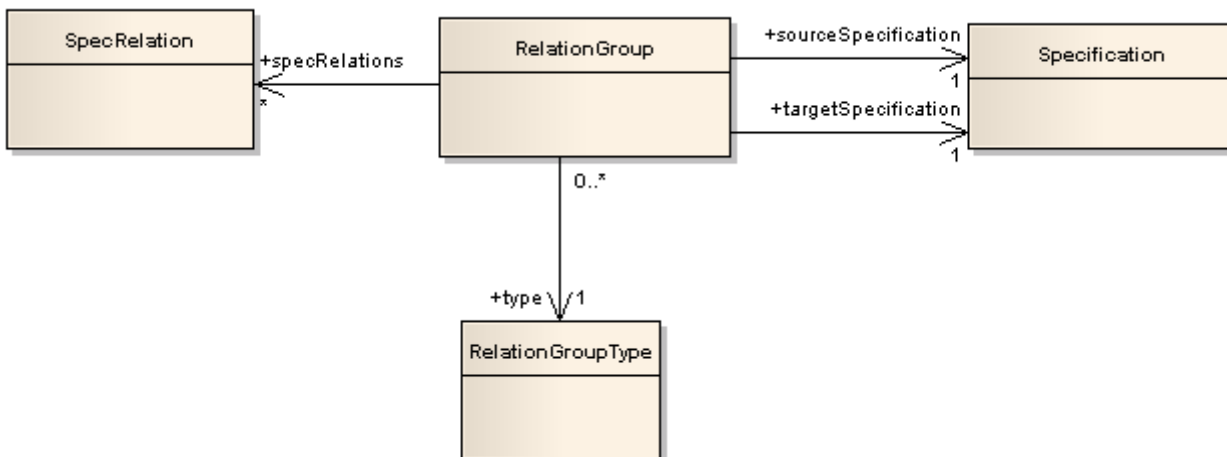 SpecRelation
+specRelations
*
RelationGroup
+sourceSpecification
1
+targetSpecification
1
Specification
0..*
+type
1
RelationGroupType